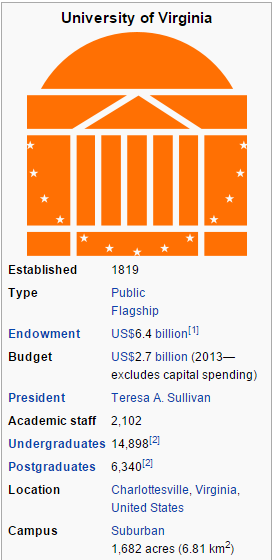 University of Virginia
Established 1819
Type Public
Flagship
Endowment US$6.4 billion[1]
Budget US$2.7 billion (2013—
excludes capital spending)
President Teresa A. Sullivan
Academic staff 2,102
Undergraduates 14,898[2]
Postgraduates 6,340[2]
Location Charlottesville, Virginia,
United States
Campus Suburban
1,682 acres (6.81 km2)